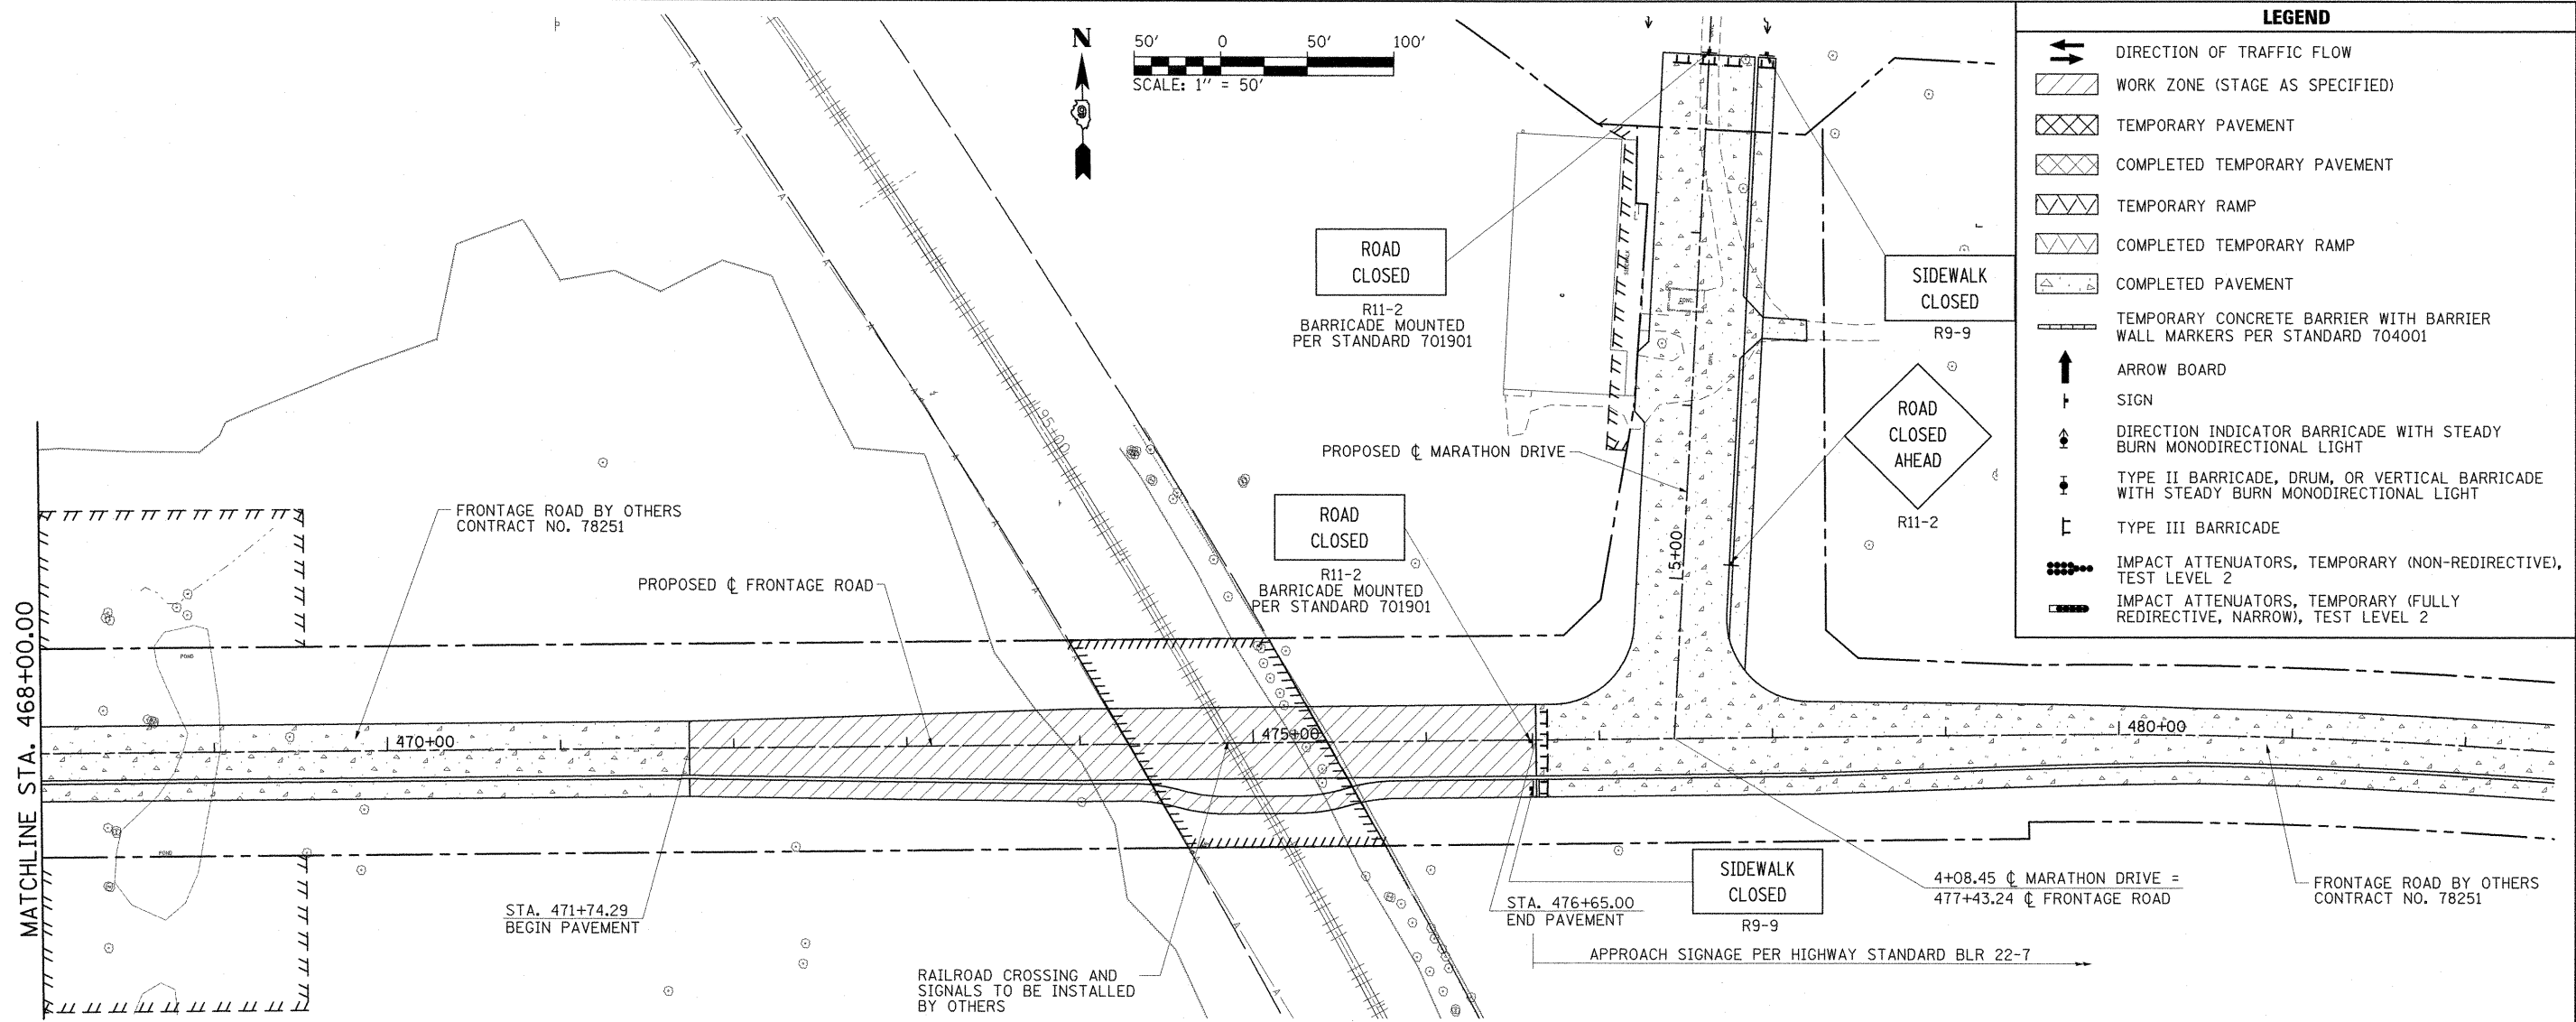 N
50'
0
50'
100'
SCALE: 1" = 50'
LEGEND
DIRECTION OF TRAFFIC FLOW
WORK ZONE (STAGE AS SPECIFIED)
TEMPORARY PAVEMENT
COMPLETED TEMPORARY PAVEMENT
TEMPORARY RAMP
COMPLETED TEMPORARY RAMP
COMPLETED PAVEMENT
TEMPORARY CONCRETE BARRIER WITH BARRIER
WALL MARKERS PER STANDARD 704001
ARROW BOARD
SIGN
DIRECTION INDICATOR BARRICADE WITH STEADY
BURN MONODIRECTIONAL LIGHT
TYPE II BARRICADE, DRUM, OR VERTICAL BARRICADE
WITH STEADY BURN MONODIRECTIONAL LIGHT
TYPE III BARRICADE
IMPACT ATTENUATORS, TEMPORARY (NON-REDIRECTIVE),
TEST LEVEL 2
IMPACT ATTENUATORS, TEMPORARY (FULLY
REDIRECTIVE, NARROW), TEST LEVEL 2
ROAD
CLOSED
R11-2
BARRICADE MOUNTED
PER STANDARD 701901
SIDEWALK
CLOSED
R9-9
ROAD
CLOSED
AHEAD
R11-2
PROPOSED ℄ MARATHON DRIVE
ROAD
CLOSED
R11-2
BARRICADE MOUNTED
PER STANDARD 701901
95+00
5+00
FRONTAGE ROAD BY OTHERS
CONTRACT NO. 78251
PROPOSED ℄ FRONTAGE ROAD
MATCHLINE STA. 468+00.00
POND
470+00
475+00
480+00
POND
STA. 471+74.29
BEGIN PAVEMENT
RAILROAD CROSSING AND
SIGNALS TO BE INSTALLED
BY OTHERS
STA. 476+65.00
END PAVEMENT
SIDEWALK
CLOSED
R9-9
4+08.45 ℄ MARATHON DRIVE =
477+43.24 ℄ FRONTAGE ROAD
FRONTAGE ROAD BY OTHERS
CONTRACT NO. 78251
APPROACH SIGNAGE PER HIGHWAY STANDARD BLR 22-7